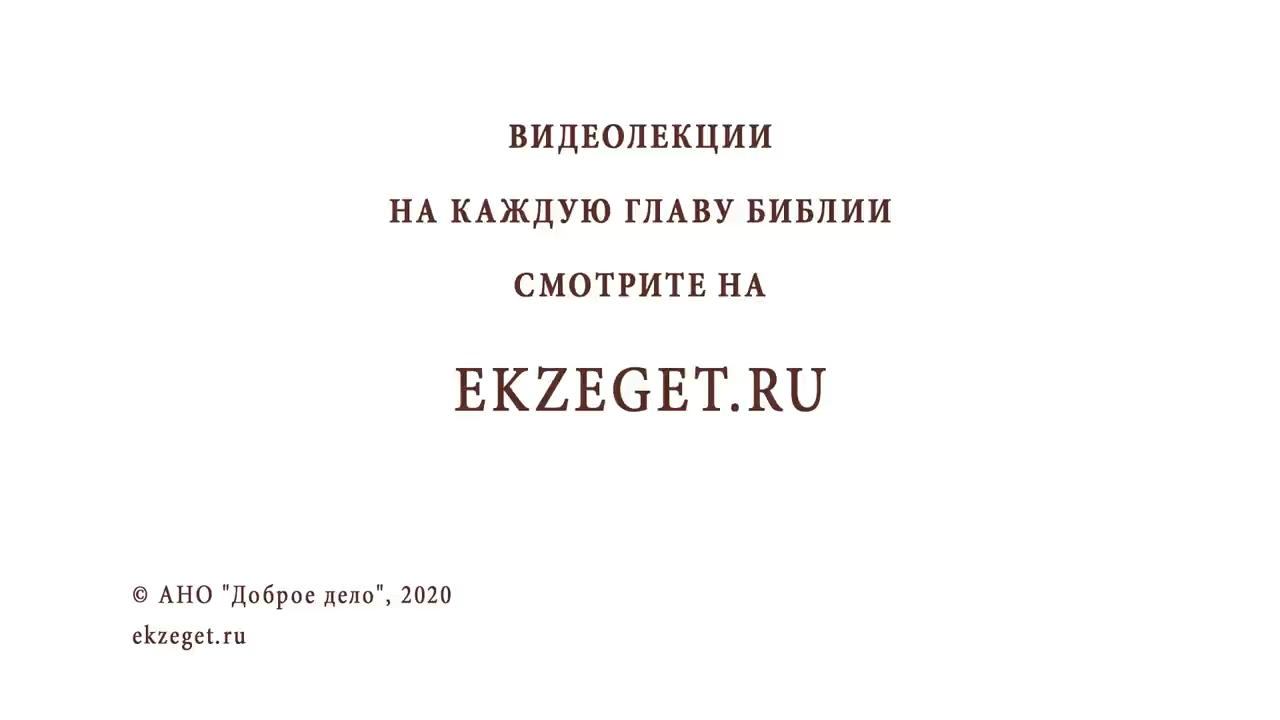 ВИДЕОЛЕКЦИИ
НА КАЖДУЮ ГЛАВУ БИБЛИИ
СМОТРИТЕ НА
EKZEGET.RU
© АНО "Доброе дело", 2020
ekzeget.ru